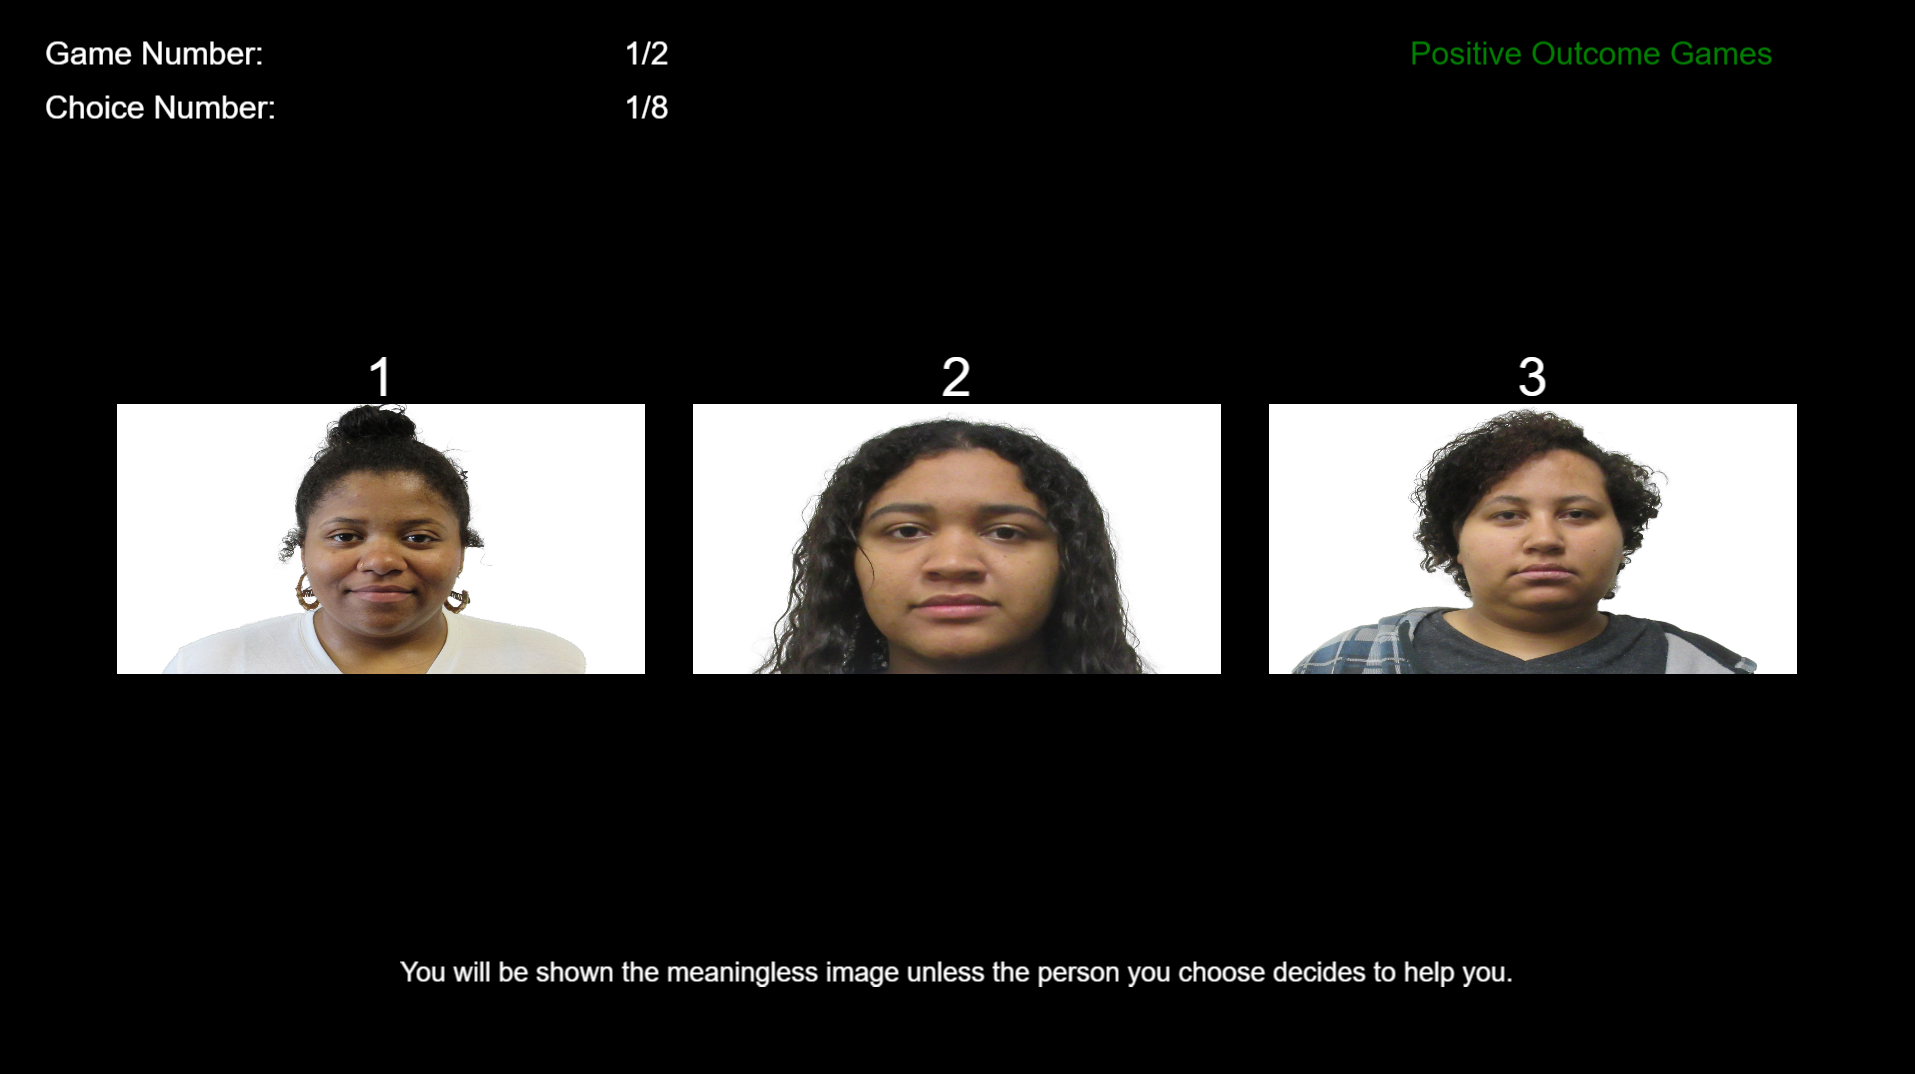 Game Number: 1/2
Positive Outcome Games
Choice Number: 1/8
1
2
3
You will be shown the meaningless image unless the person you choose decides to help you.